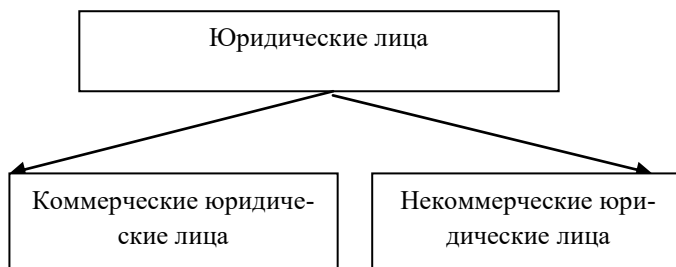 Юридические лица
Коммерческие юридиче-
ские лица
Некоммерческие юри-
дические лица